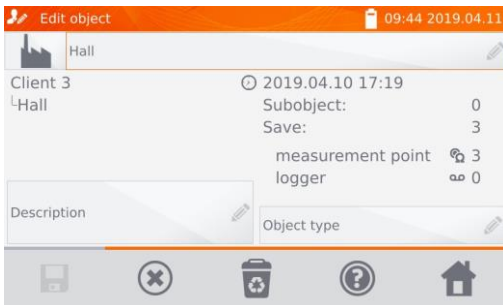 Edit object
09:44 2019.04.11
Hall
Client 3
└Hall
2019.04.10 17:19
Subobject: 0
Save: 3
measurement point 3
logger 0
Description
Object type